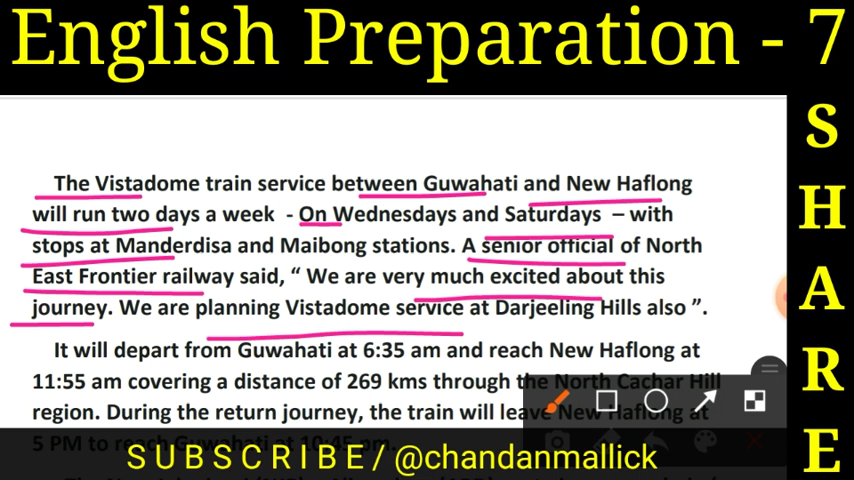 English Preparation - 7
The Vistadome train service between Guwahati and New Haflong
will run two days a week - On Wednesdays and Saturdays – with
stops at Manderdisa and Maibong stations. A senior official of North
East Frontier railway said, “ We are very much excited about this
journey. We are planning Vistadome service at Darjeeling Hills also ”.
It will depart from Guwahati at 6:35 am and reach New Haflong at
11:55 am covering a distance of 269 kms through the North Cachar Hill
region. During the return journey, the train will leave New Haflong at
5 PM to reach Guwahati at 10:45 pm.
SUBSCRIBE/ @chandanmallick
SHARE